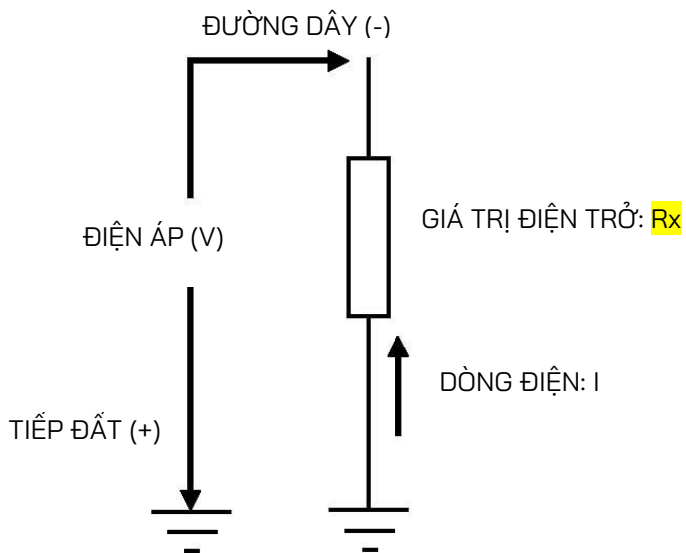 ĐƯỜNG DÂY (-)
ĐIỆN ÁP (V)
GIÁ TRỊ ĐIỆN TRỞ: Rx
DÒNG ĐIỆN: I
TIẾP ĐẤT (+)